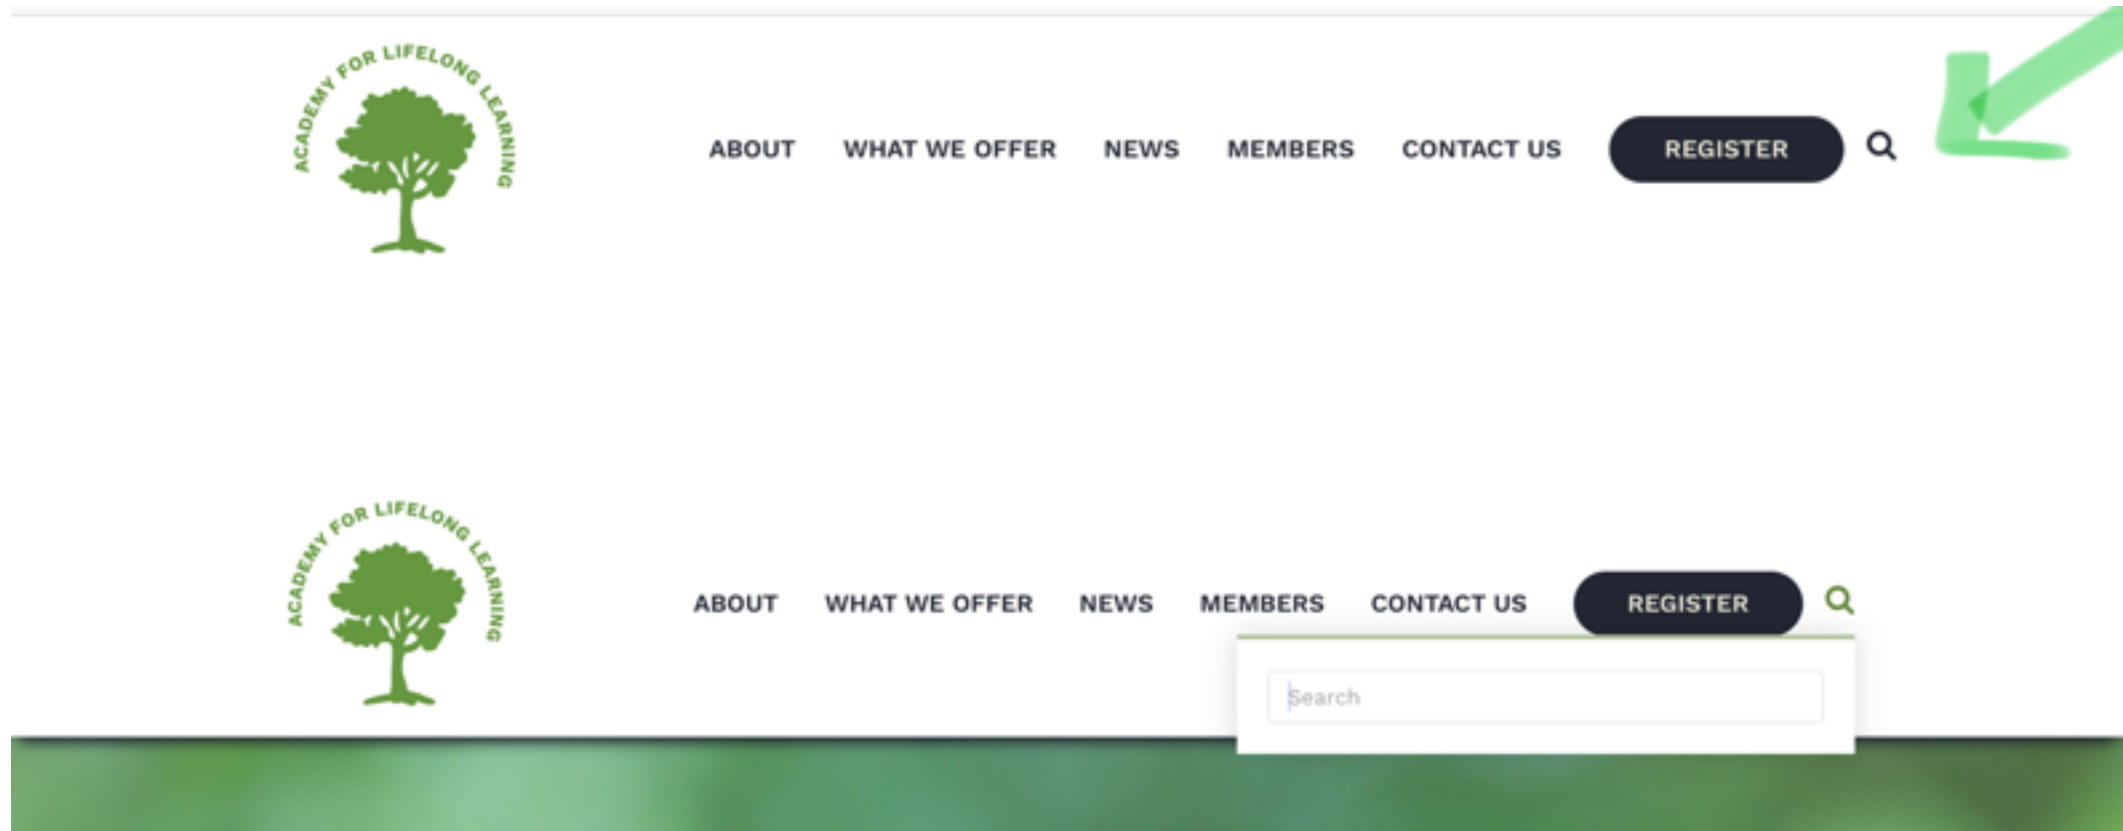 ACADEMY FOR LIFELONG LEARNING
ABOUT WHAT WE OFFER NEWS MEMBERS CONTACT US REGISTER
ACADEMY FOR LIFELONG LEARNING
ABOUT WHAT WE OFFER NEWS MEMBERS CONTACT US REGISTER
Search